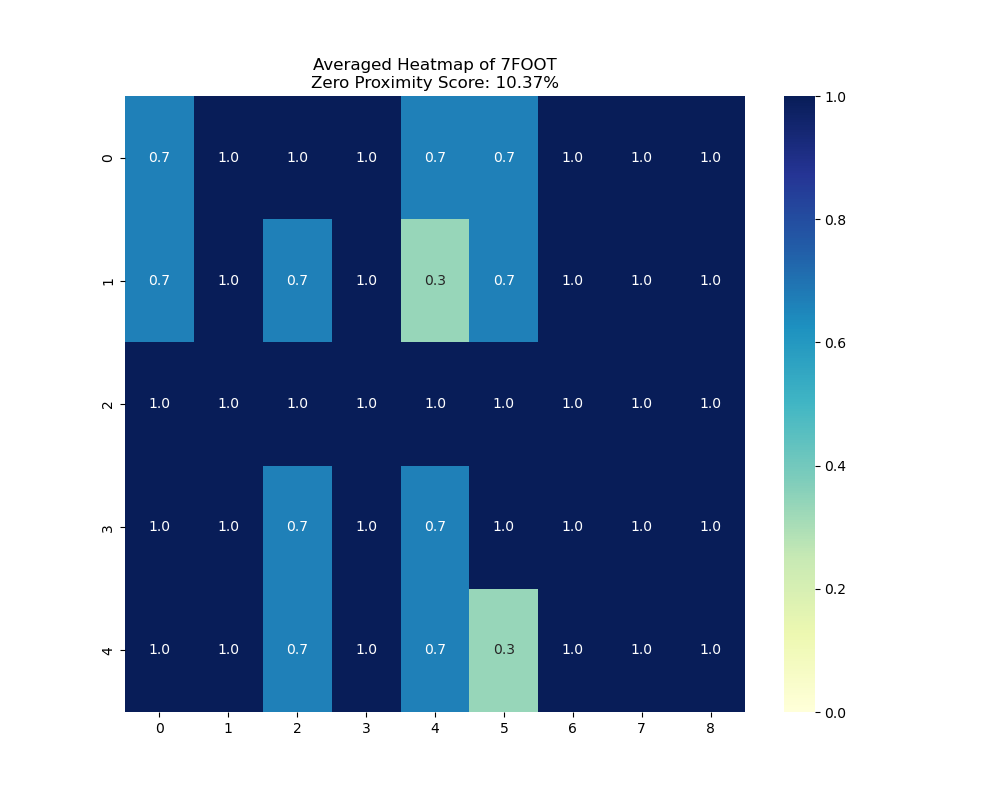 Averaged Heatmap of 7FOOT
Zero Proximity Score: 10.37%
0 0.7 1.0 1.0 1.0 0.7 0.7 1.0 1.0 1.0
1 0.7 1.0 0.7 1.0 0.3 0.7 1.0 1.0 1.0
2 1.0 1.0 1.0 1.0 1.0 1.0 1.0 1.0 1.0
3 1.0 1.0 0.7 1.0 0.7 1.0 1.0 1.0 1.0
4 1.0 1.0 0.7 1.0 0.7 0.3 1.0 1.0 1.0
0 1 2 3 4 5 6 7 8
1.0
0.8
0.6
0.4
0.2
0.0